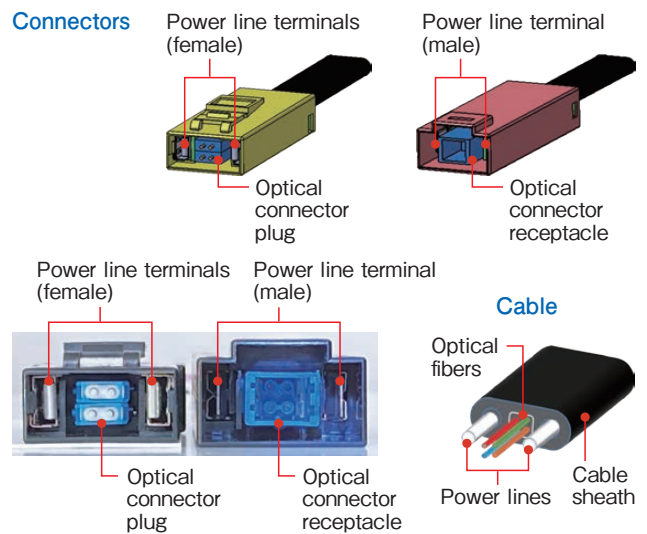 Connectors
Power line terminals
(female)
Power line terminal
(male)
Optical
connector
plug
Optical
connector
receptacle
Power line terminals
(female)
Power line terminal
(male)
Optical
connector
plug
Optical
connector
receptacle
Cable
Optical
fibers
Power lines
Cable
sheath